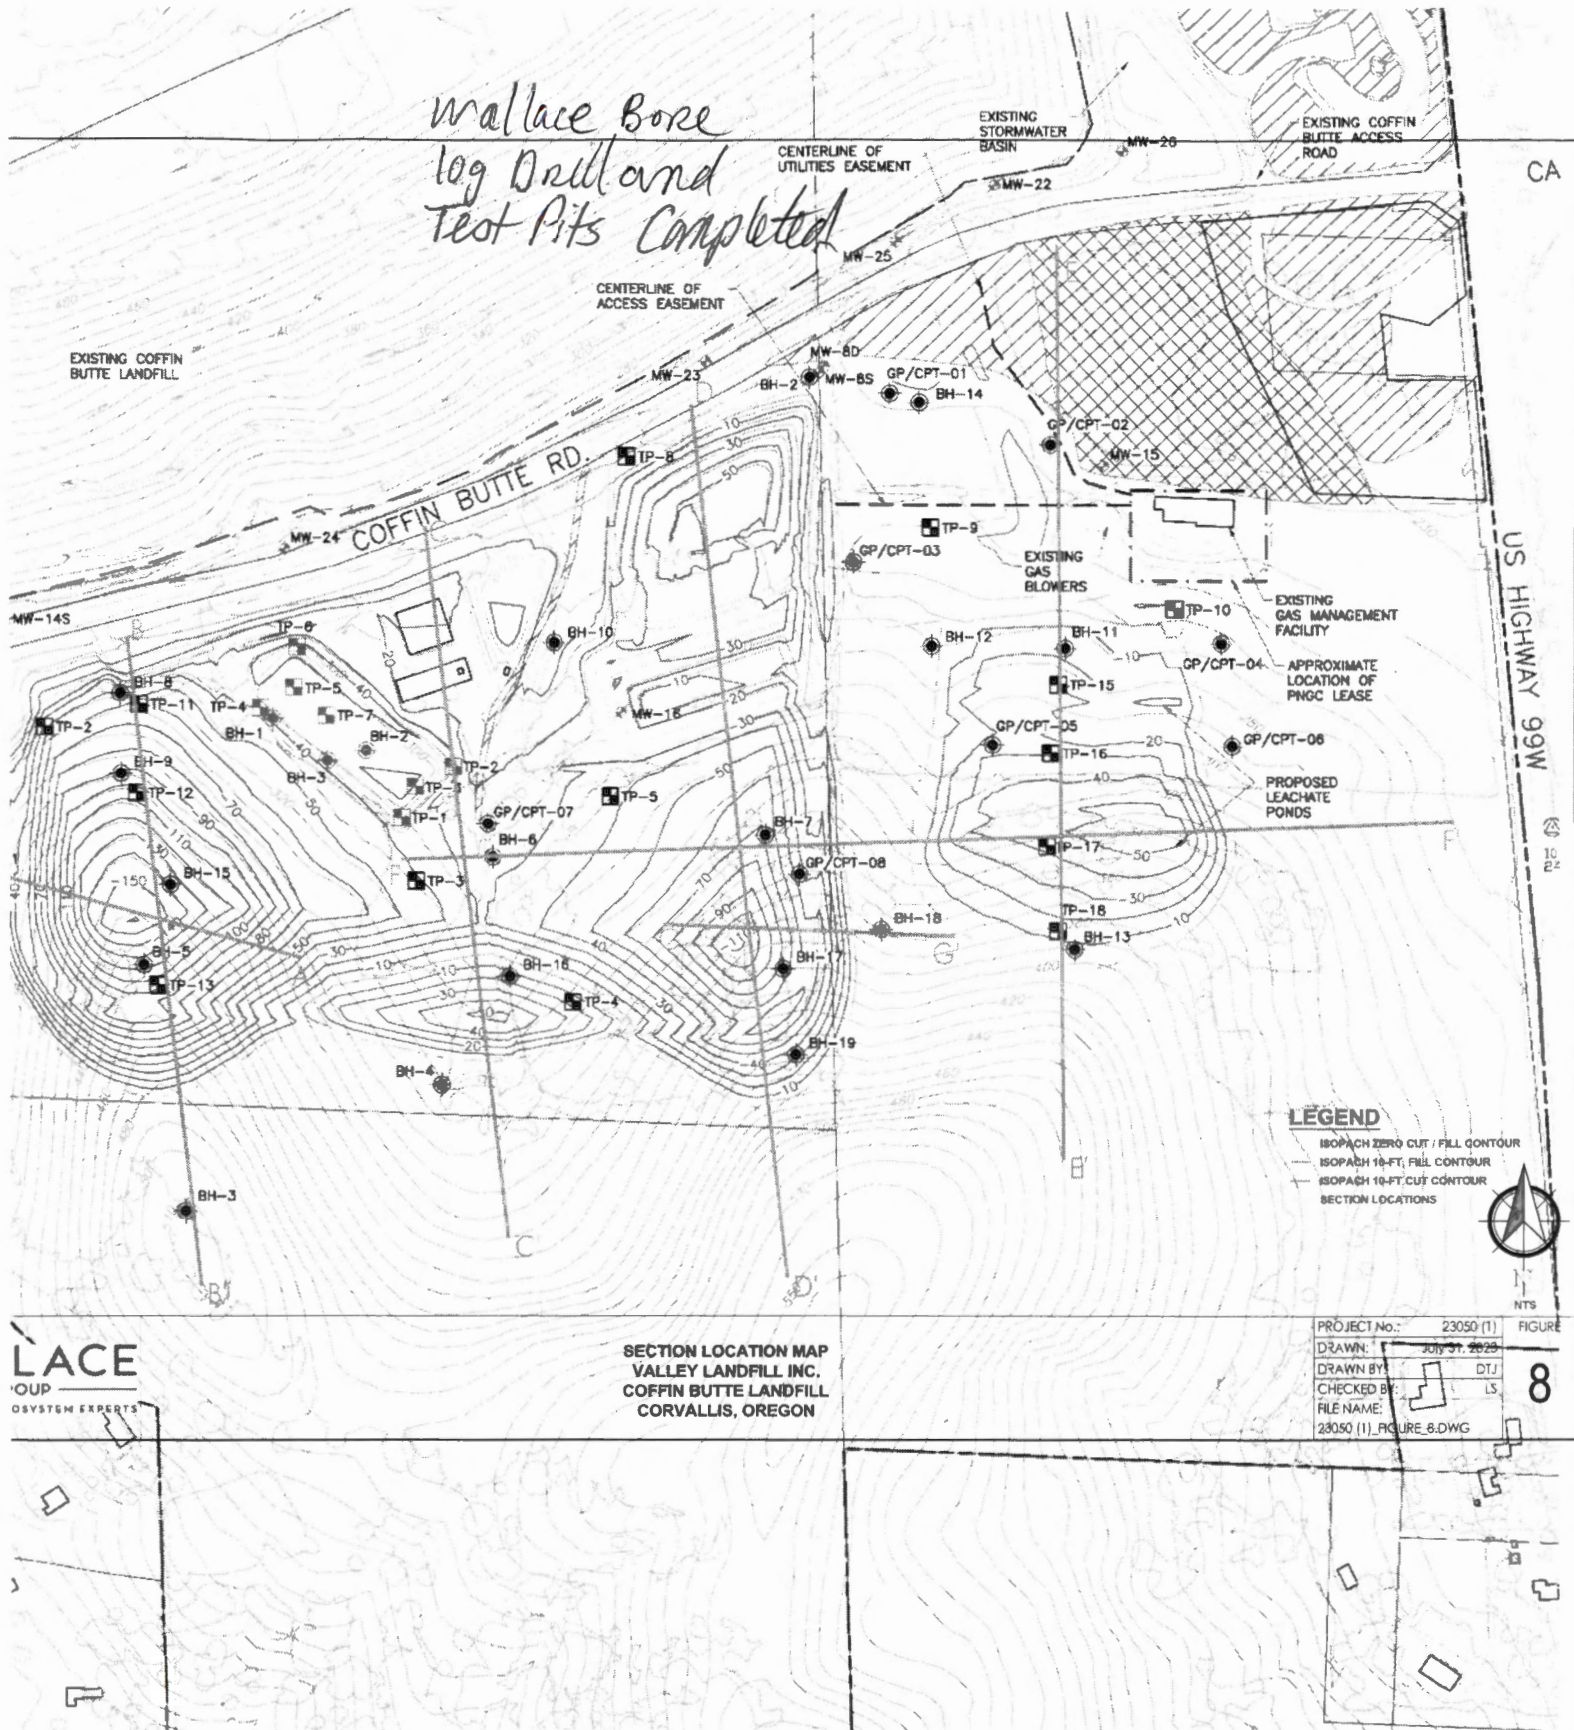 Wallace Bore
log Drill and
Test Pits Completed
EXISTING
STORMWATER
BASIN
MW-26
EXISTING COFFIN
BUTTE ACCESS
ROAD
CENTERLINE OF
UTILITIES EASEMENT
MW-22
CA
MW-25
CENTERLINE OF
ACCESS EASEMENT
EXISTING COFFIN
BUTTE LANDFILL
MW-23
MW-8D
MW-8S
BH-2
GP/CPT-01
BH-14
GP/CPT-02
MW-15
TP-8
COFFIN BUTTE RD.
MW-24
TP-9
GP/CPT-03
EXISTING
GAS
BLOWERS
US HIGHWAY 99W
MW-14S
TP-10
EXISTING
GAS MANAGEMENT
FACILITY
TP-6
BH-10
BH-12
BH-11
GP/CPT-04
APPROXIMATE
LOCATION OF
PNGC LEASE
BH-8
TP-11
TP-4
TP-5
TP-7
TP-15
TP-2
BH-1
BH-2
MW-16
GP/CPT-05
TP-16
GP/CPT-06
BH-9
TP-12
BH-3
TP-2
TP-3
TP-1
TP-5
PROPOSED
LEACHATE
PONDS
GP/CPT-07
BH-6
BH-7
TP-17
F
BH-15
TP-3
GP/CPT-08
BH-18
TP-18
BH-13
G'
BH-5
TP-13
BH-16
TP-4
BH-17
BH-19
BH-4
LEGEND
ISOPACH ZERO CUT / FILL CONTOUR
ISOPACH 10-FT. FILL CONTOUR
ISOPACH 10-FT. CUT CONTOUR
SECTION LOCATIONS
BH-3
B'
C'
D'
E'
N
NTS
LACE
OUP
OSYSTEM EXPERTS
SECTION LOCATION MAP
VALLEY LANDFILL INC.
COFFIN BUTTE LANDFILL
CORVALLIS, OREGON
PROJECT No.: 23050 (1)
DRAWN: July 31, 2023
DRAWN BY: DTJ
CHECKED BY: LS
FILE NAME:
23050 (1)_FIGURE_8.DWG
FIGURE
8